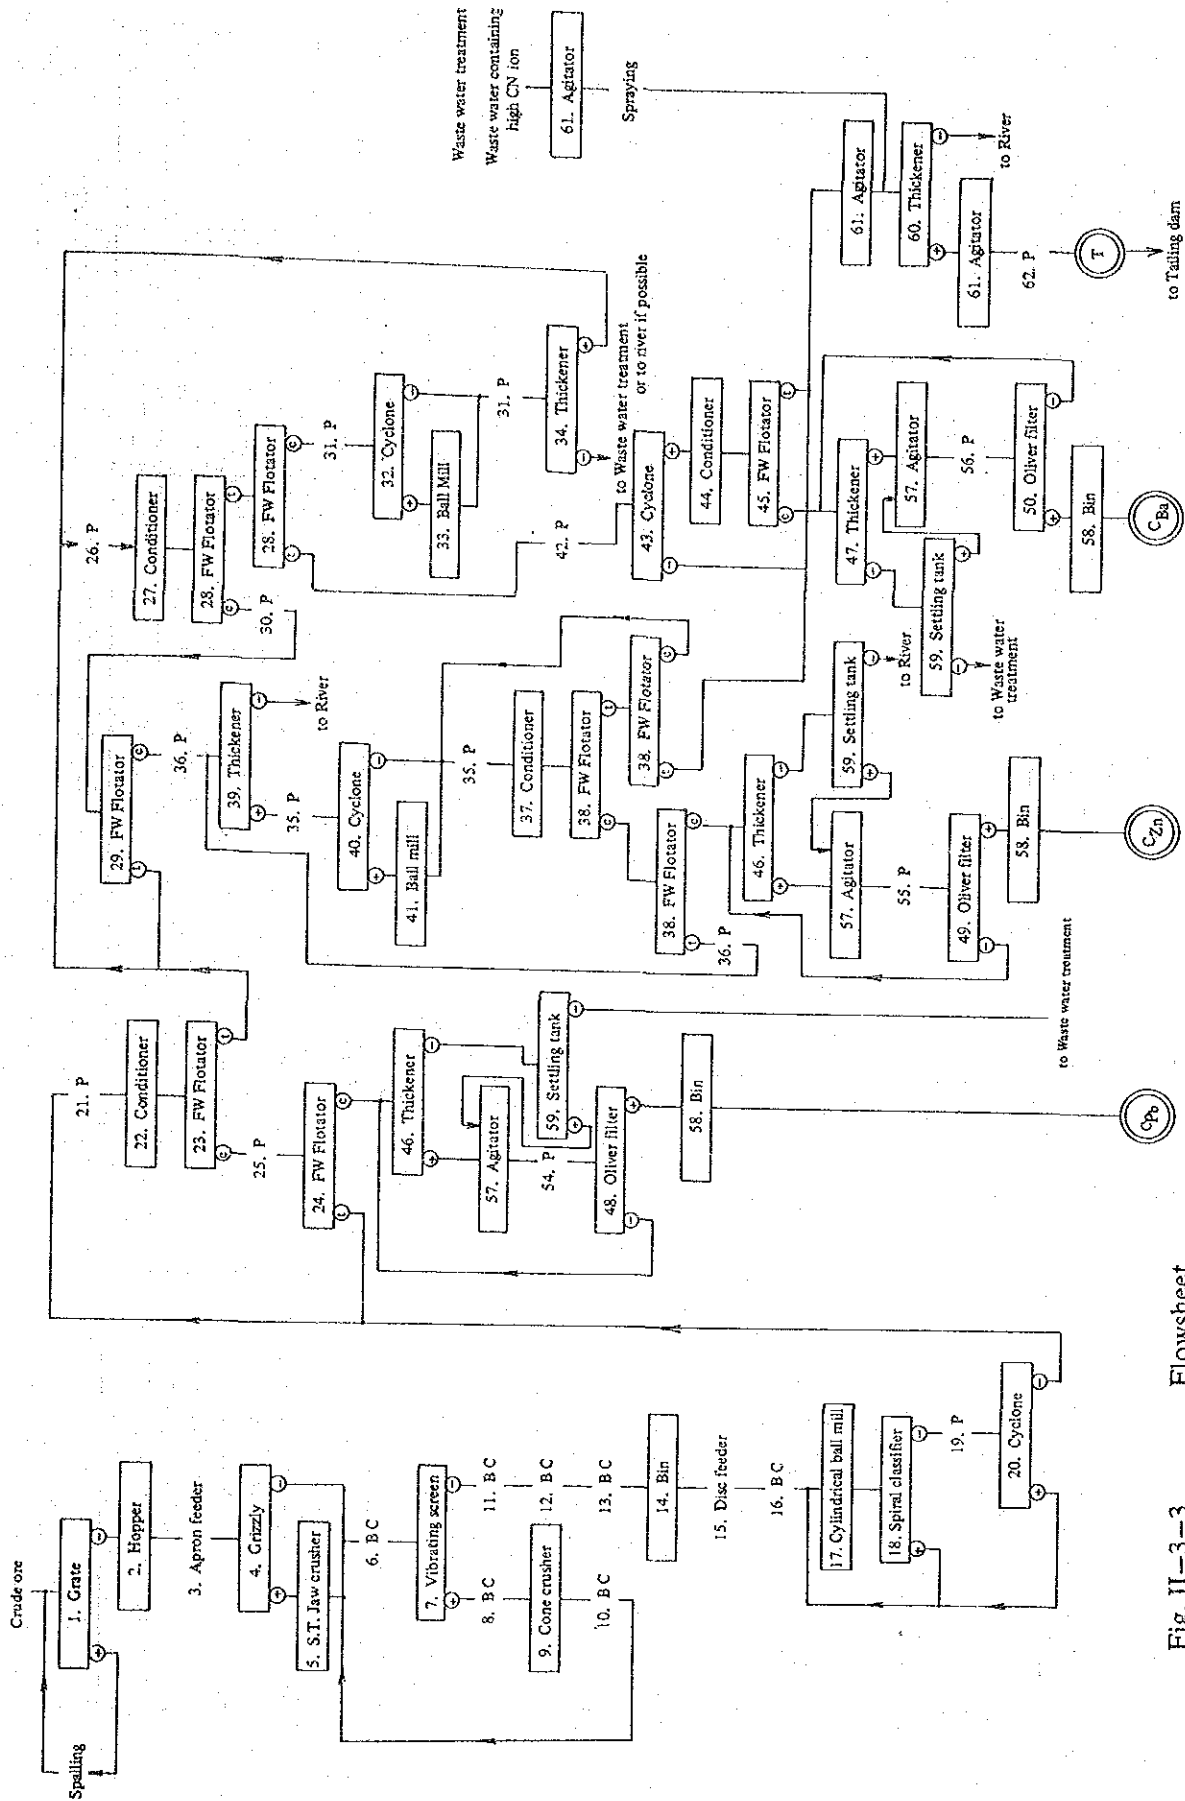 Crude ore
Spalling
1. Grate
2. Hopper
3. Apron feeder
4. Grizzly
5. S.T. Jaw crusher
6. B C
7. Vibrating screen
8. B C
9. Cone crusher
10. B C
11. B C
12. B C
13. B C
14. Bin
15. Disc feeder
16. B C
17. Cylindrical ball mill
18. Spiral classifier
19. P
20. Cyclone
21. P
22. Conditioner
23. FW Flotator
25. P
24. FW Flotator
46. Thickener
57. Agitator
59. Settling tank
54. P
48. Oliver filter
58. Bin
to Waste water treatment
CPb
26. P
27. Conditioner
28. FW Flotator
30. P
28. FW Flotator
31. P
32. Cyclone
33. Ball Mill
31. P
34. Thickener
to Waste water treatment
or to river if possible
29. FW Flotator
36. P
39. Thickener
to River
35. P
40. Cyclone
41. Ball mill
35. P
37. Conditioner
38. FW Flotator
38. FW Flotator
38. FW Flotator
36. P
46. Thickener
59. Settling tank
to River
57. Agitator
55. P
49. Oliver filter
58. Bin
CZn
42. P
43. Cyclone
44. Conditioner
45. FW Flotator
47. Thickener
57. Agitator
59. Settling tank
to Waste water
treatment
56. P
50. Oliver filter
58. Bin
CBa
Waste water treatment
Waste water containing
high CN ion
61. Agitator
Spraying
61. Agitator
60. Thickener
to River
61. Agitator
62. P
T
to Tailing dam
Fig. II-3-3 Flowsheet